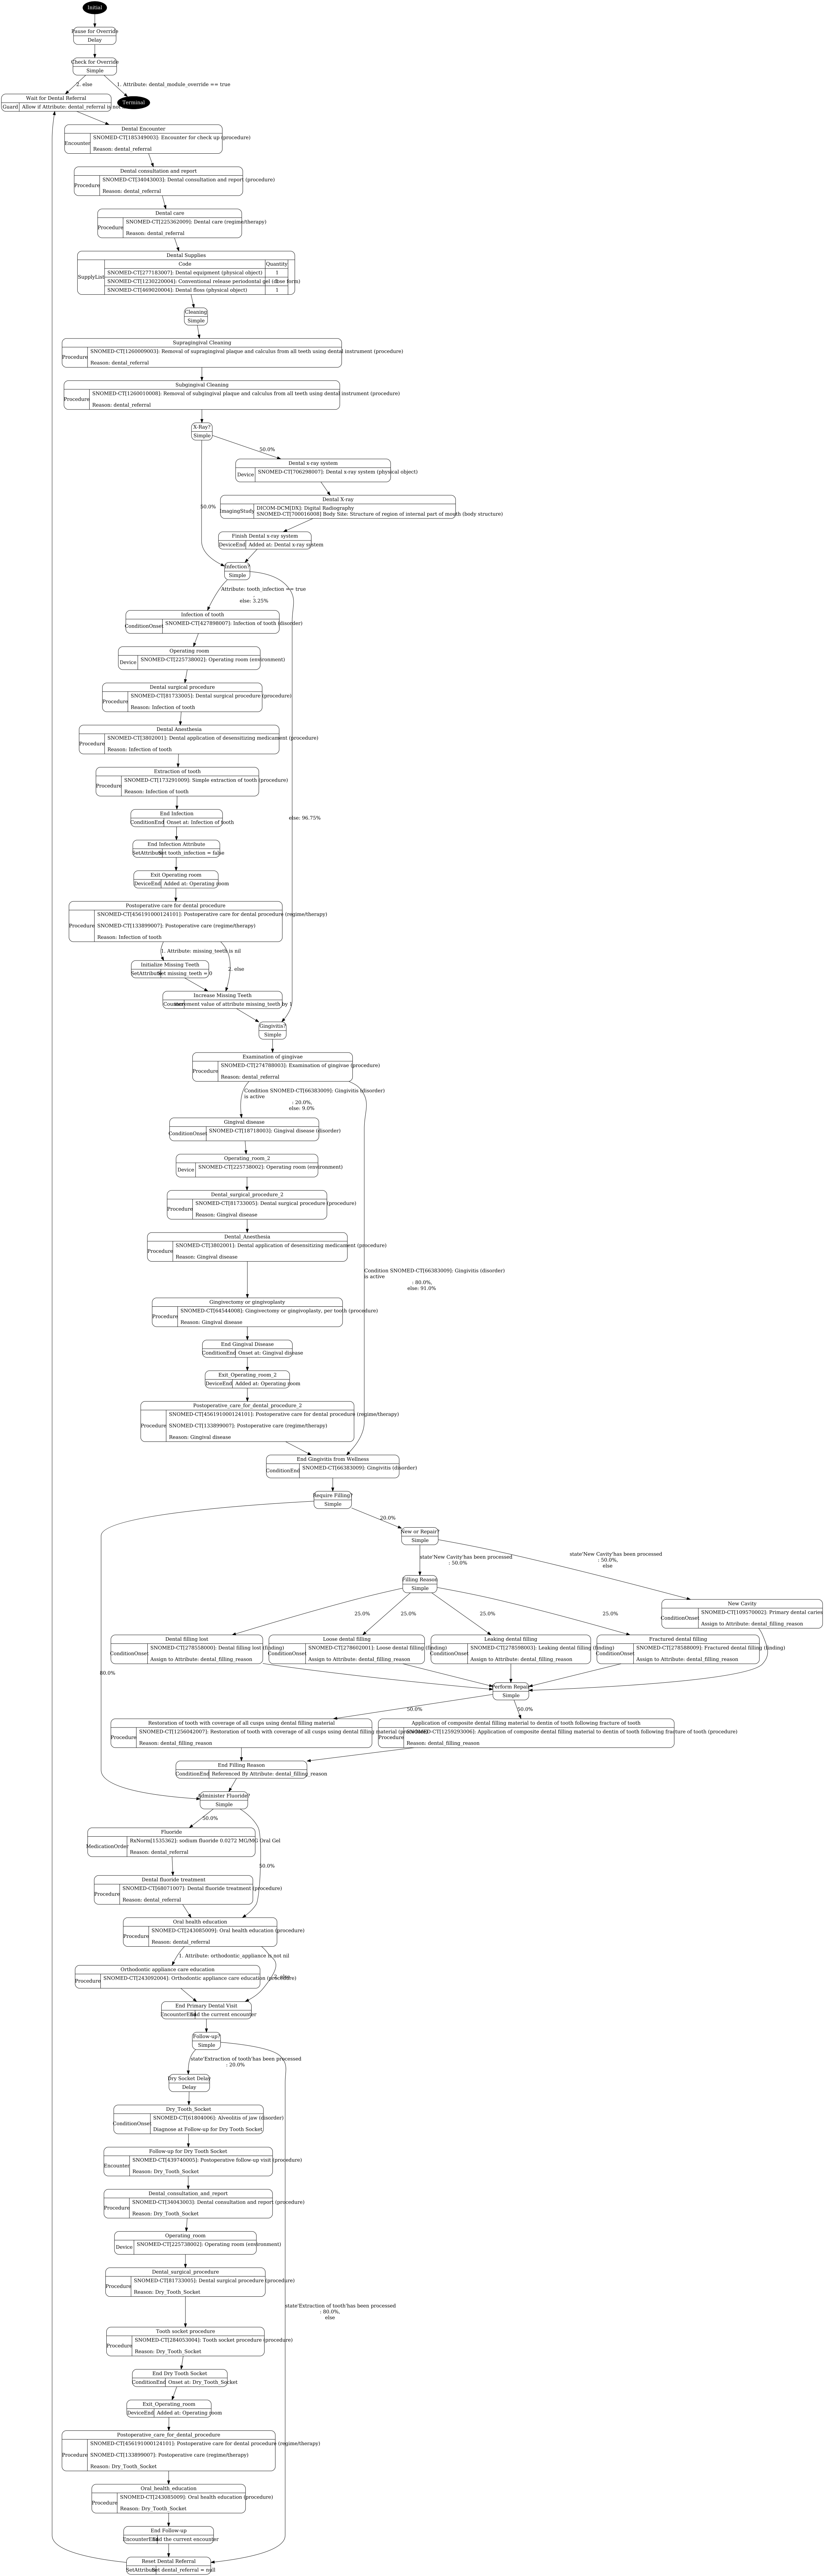 Initial
Pause for Override
Delay
Check for Override
Simple
2. else
1. Attribute: dental_module_override == true
Terminal
Wait for Dental Referral
Guard Allow if Attribute: dental_referral is not
Dental Encounter
Encounter
SNOMED-CT[185349003]: Encounter for check up (procedure)
Reason: dental_referral
Dental consultation and report
Procedure
SNOMED-CT[34043003]: Dental consultation and report (procedure)
Reason: dental_referral
Dental care
Procedure
SNOMED-CT[225362009]: Dental care (regime/therapy)
Reason: dental_referral
Dental Supplies
SupplyList
Code Quantity
SNOMED-CT[277183007]: Dental equipment (physical object) 1
SNOMED-CT[1230220004]: Conventional release periodontal gel (dose form)
SNOMED-CT[469020004]: Dental floss (physical object) 1
Cleaning
Simple
Supragingival Cleaning
Procedure
SNOMED-CT[1260009003]: Removal of supragingival plaque and calculus from all teeth using dental instrument (procedure)
Reason: dental_referral
Subgingival Cleaning
Procedure
SNOMED-CT[1260010008]: Removal of subgingival plaque and calculus from all teeth using dental instrument (procedure)
Reason: dental_referral
X-Ray?
Simple
50.0%
Dental x-ray system
Device
SNOMED-CT[706298007]: Dental x-ray system (physical object)
50.0%
Dental X-ray
ImagingStudy
DICOM-DCM[DX]: Digital Radiography
SNOMED-CT[700016008] Body Site: Structure of region of internal part of mouth (body structure)
Finish Dental x-ray system
DeviceEnd Added at: Dental x-ray system
Infection?
Simple
Attribute: tooth_infection == true
:
else: 3.25%
Infection of tooth
ConditionOnset
SNOMED-CT[427898007]: Infection of tooth (disorder)
Operating room
Device
SNOMED-CT[225738002]: Operating room (environment)
Dental surgical procedure
Procedure
SNOMED-CT[81733005]: Dental surgical procedure (procedure)
Reason: Infection of tooth
Dental Anesthesia
Procedure
SNOMED-CT[3802001]: Dental application of desensitizing medicament (procedure)
Reason: Infection of tooth
Extraction of tooth
Procedure
SNOMED-CT[173291009]: Simple extraction of tooth (procedure)
Reason: Infection of tooth
End Infection
ConditionEnd Onset at: Infection of tooth
else: 96.75%
End Infection Attribute
SetAttribute Set tooth_infection = false
Exit Operating room
DeviceEnd Added at: Operating room
Postoperative care for dental procedure
Procedure
SNOMED-CT[456191000124101]: Postoperative care for dental procedure (regime/therapy)
SNOMED-CT[133899007]: Postoperative care (regime/therapy)
Reason: Infection of tooth
1. Attribute: missing_teeth is nil
Initialize Missing Teeth
SetAttribute Set missing_teeth = 0
2. else
Increase Missing Teeth
Counter increment value of attribute missing_teeth by 1
Gingivitis?
Simple
Examination of gingivae
Procedure
SNOMED-CT[274788003]: Examination of gingivae (procedure)
Reason: dental_referral
Condition SNOMED-CT[66383009]: Gingivitis (disorder)
is active
: 20.0%,
else: 9.0%
Gingival disease
ConditionOnset
SNOMED-CT[18718003]: Gingival disease (disorder)
Operating_room_2
Device
SNOMED-CT[225738002]: Operating room (environment)
Dental_surgical_procedure_2
Procedure
SNOMED-CT[81733005]: Dental surgical procedure (procedure)
Reason: Gingival disease
Dental_Anesthesia
Procedure
SNOMED-CT[3802001]: Dental application of desensitizing medicament (procedure)
Reason: Gingival disease
Condition SNOMED-CT[66383009]: Gingivitis (disorder)
is active
: 80.0%,
else: 91.0%
Gingivectomy or gingivoplasty
Procedure
SNOMED-CT[64544008]: Gingivectomy or gingivoplasty, per tooth (procedure)
Reason: Gingival disease
End Gingival Disease
ConditionEnd Onset at: Gingival disease
Exit_Operating_room_2
DeviceEnd Added at: Operating room
Postoperative_care_for_dental_procedure_2
Procedure
SNOMED-CT[456191000124101]: Postoperative care for dental procedure (regime/therapy)
SNOMED-CT[133899007]: Postoperative care (regime/therapy)
Reason: Gingival disease
End Gingivitis from Wellness
ConditionEnd
SNOMED-CT[66383009]: Gingivitis (disorder)
Require Filling?
Simple
20.0%
New or Repair?
Simple
state'New Cavity'has been processed
: 50.0%
state'New Cavity'has been processed
: 50.0%,
else
Filling Reason
Simple
New Cavity
ConditionOnset
SNOMED-CT[109570002]: Primary dental caries
Assign to Attribute: dental_filling_reason
25.0%
25.0%
25.0%
25.0%
Dental filling lost
ConditionOnset
SNOMED-CT[278558000]: Dental filling lost (finding)
Assign to Attribute: dental_filling_reason
Loose dental filling
ConditionOnset
SNOMED-CT[278602001]: Loose dental filling (finding)
Assign to Attribute: dental_filling_reason
Leaking dental filling
ConditionOnset
SNOMED-CT[278598003]: Leaking dental filling (finding)
Assign to Attribute: dental_filling_reason
Fractured dental filling
ConditionOnset
SNOMED-CT[278588009]: Fractured dental filling (finding)
Assign to Attribute: dental_filling_reason
80.0%
Perform Repair
Simple
50.0%
50.0%
Restoration of tooth with coverage of all cusps using dental filling material
Procedure
SNOMED-CT[1256042007]: Restoration of tooth with coverage of all cusps using dental filling material
Reason: dental_filling_reason
Application of composite dental filling material to dentin of tooth following fracture of tooth
Procedure
SNOMED-CT[1259293006]: Application of composite dental filling material to dentin of tooth following fracture of tooth (procedure)
Reason: dental_filling_reason
End Filling Reason
ConditionEnd Referenced By Attribute: dental_filling_reason
Administer Fluoride?
Simple
50.0%
Fluoride
MedicationOrder
RxNorm[1535362]: sodium fluoride 0.0272 MG/MG Oral Gel
Reason: dental_referral
50.0%
Dental fluoride treatment
Procedure
SNOMED-CT[68071007]: Dental fluoride treatment (procedure)
Reason: dental_referral
Oral health education
Procedure
SNOMED-CT[243085009]: Oral health education (procedure)
Reason: dental_referral
1. Attribute: orthodontic_appliance is not nil
Orthodontic appliance care education
Procedure
SNOMED-CT[243092004]: Orthodontic appliance care education (procedure)
2. else
End Primary Dental Visit
EncounterEnd End the current encounter
Follow-up?
Simple
state'Extraction of tooth'has been processed
: 20.0%
Dry Socket Delay
Delay
Dry_Tooth_Socket
ConditionOnset
SNOMED-CT[61804006]: Alveolitis of jaw (disorder)
Diagnose at Follow-up for Dry Tooth Socket
Follow-up for Dry Tooth Socket
Encounter
SNOMED-CT[439740005]: Postoperative follow-up visit (procedure)
Reason: Dry_Tooth_Socket
Dental_consultation_and_report
Procedure
SNOMED-CT[34043003]: Dental consultation and report (procedure)
Reason: Dry_Tooth_Socket
Operating_room
Device
SNOMED-CT[225738002]: Operating room (environment)
Dental_surgical_procedure
Procedure
SNOMED-CT[81733005]: Dental surgical procedure (procedure)
Reason: Dry_Tooth_Socket
state'Extraction of tooth'has been processed
: 80.0%,
else
Tooth socket procedure
Procedure
SNOMED-CT[284053004]: Tooth socket procedure (procedure)
Reason: Dry_Tooth_Socket
End Dry Tooth Socket
ConditionEnd Onset at: Dry_Tooth_Socket
Exit_Operating_room
DeviceEnd Added at: Operating room
Postoperative_care_for_dental_procedure
Procedure
SNOMED-CT[456191000124101]: Postoperative care for dental procedure (regime/therapy)
SNOMED-CT[133899007]: Postoperative care (regime/therapy)
Reason: Dry_Tooth_Socket
Oral_health_education
Procedure
SNOMED-CT[243085009]: Oral health education (procedure)
Reason: Dry_Tooth_Socket
End Follow-up
EncounterEnd End the current encounter
Reset Dental Referral
SetAttribute Set dental_referral = null